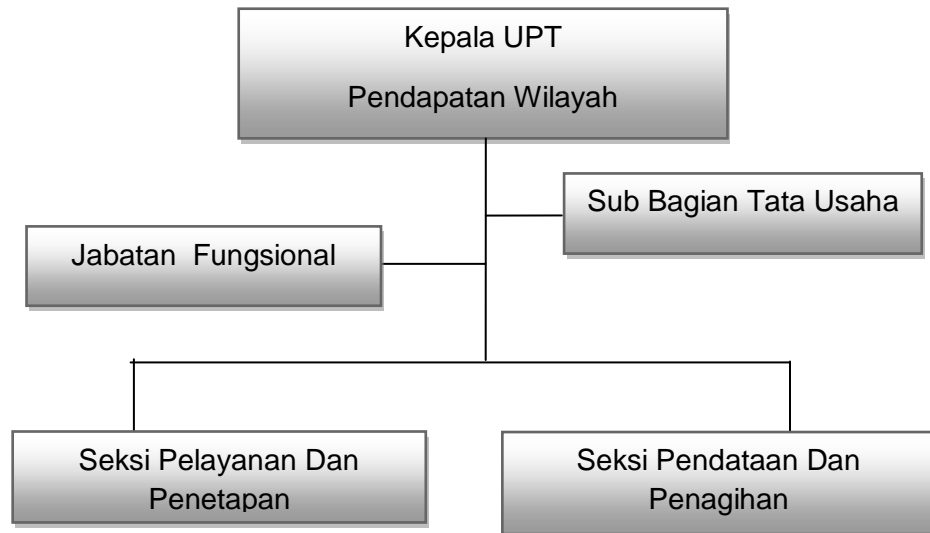 Kepala UPT
Pendapatan Wilayah
Sub Bagian Tata Usaha
Jabatan Fungsional
Seksi Pelayanan Dan
Penetapan
Seksi Pendataan Dan
Penagihan